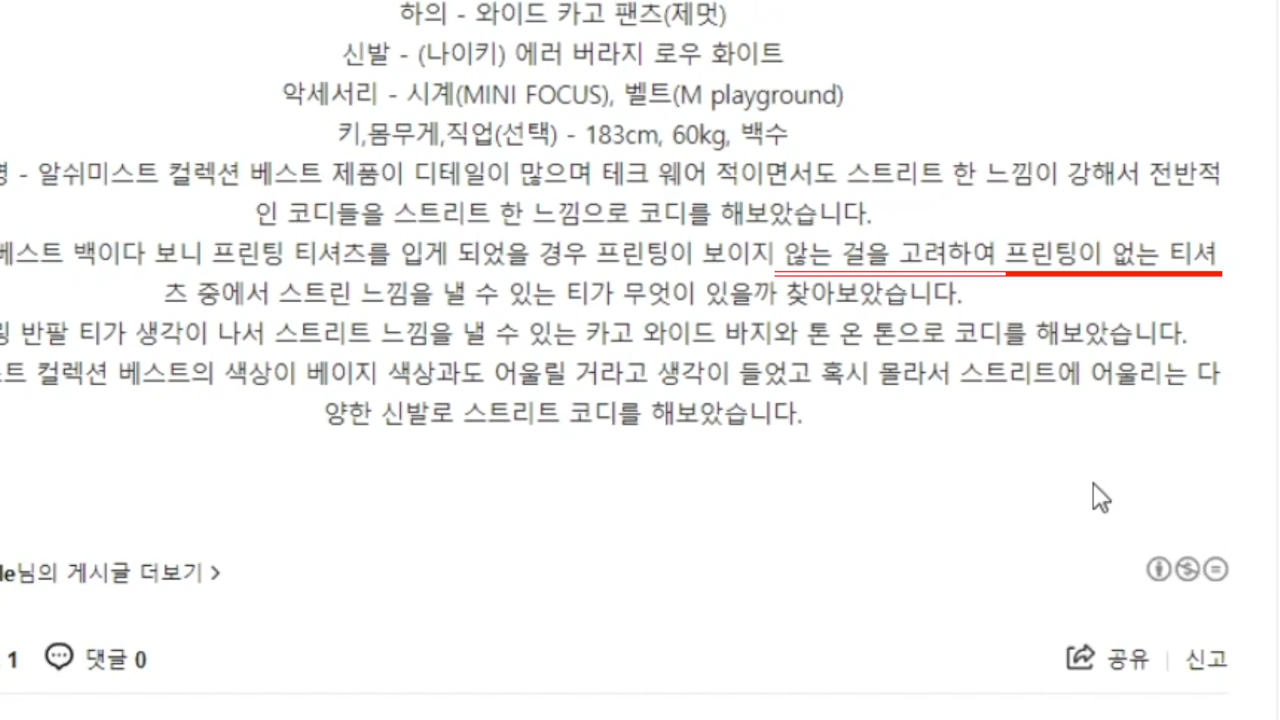 하의 - 와이드 카고 팬츠(제멋)
신발 - (나이키) 에러 버라지 로우 화이트
악세서리 - 시계(MINI FOCUS), 벨트(M playground)
키,몸무게,직업(선택) - 183cm, 60kg, 백수
- 알쉬미스트 컬렉션 베스트 제품이 디테일이 많으며 테크 웨어 적이면서도 스트리트 한 느낌이 강해서 전반적
인 코디들을 스트리트 한 느낌으로 코디를 해보았습니다.
베스트 백이다 보니 프린팅 티셔츠를 입게 되었을 경우 프린팅이 보이지 않는 걸을 고려하여 프린팅이 없는 티셔
츠 중에서 스트린 느낌을 낼 수 있는 티가 무엇이 있을까 찾아보았습니다.
반팔 티가 생각이 나서 스트리트 느낌을 낼 수 있는 카고 와이드 바지와 톤 온 톤으로 코디를 해보았습니다.
컬렉션 베스트의 색상이 베이지 색상과도 어울릴 거라고 생각이 들었고 혹시 몰라서 스트리트에 어울리는 다
양한 신발로 스트리트 코디를 해보았습니다.
님의 게시글 더보기 >
1 댓글 0
공유 | 신고